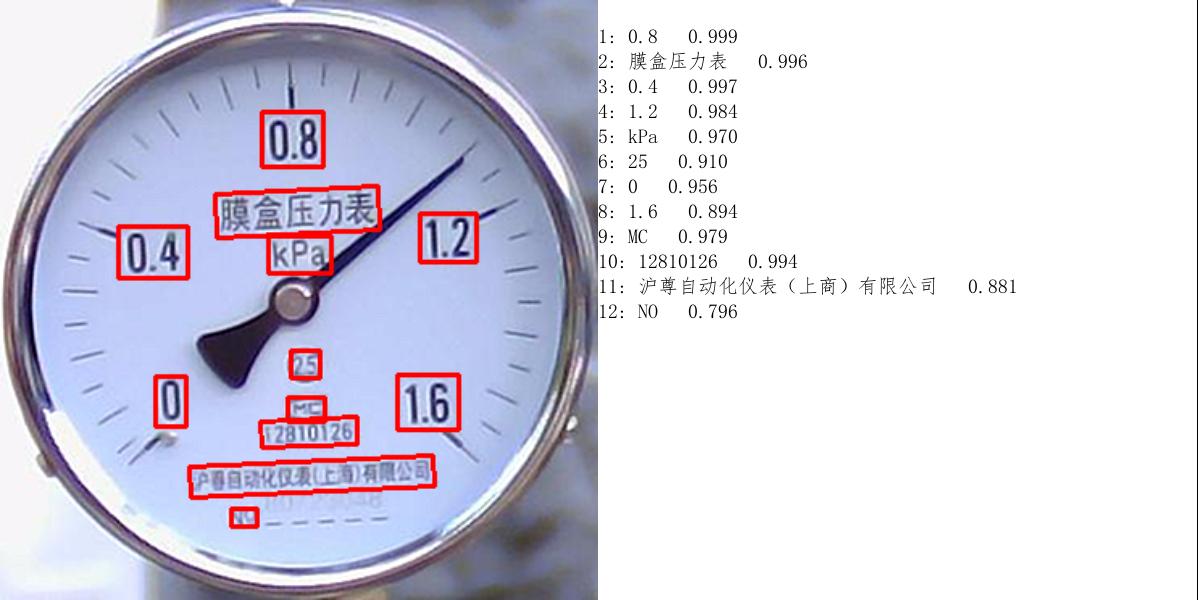 0.8
膜盒压力表
0.4
1.2
kPa
25
0
1.6
MC
12810126
沪尊自动化仪表(上海)有限公司
NO
1: 0.8 0.999
2: 膜盒压力表 0.996
3: 0.4 0.997
4: 1.2 0.984
5: kPa 0.970
6: 25 0.910
7: 0 0.956
8: 1.6 0.894
9: MC 0.979
10: 12810126 0.994
11: 沪尊自动化仪表（上商）有限公司 0.881
12: NO 0.796